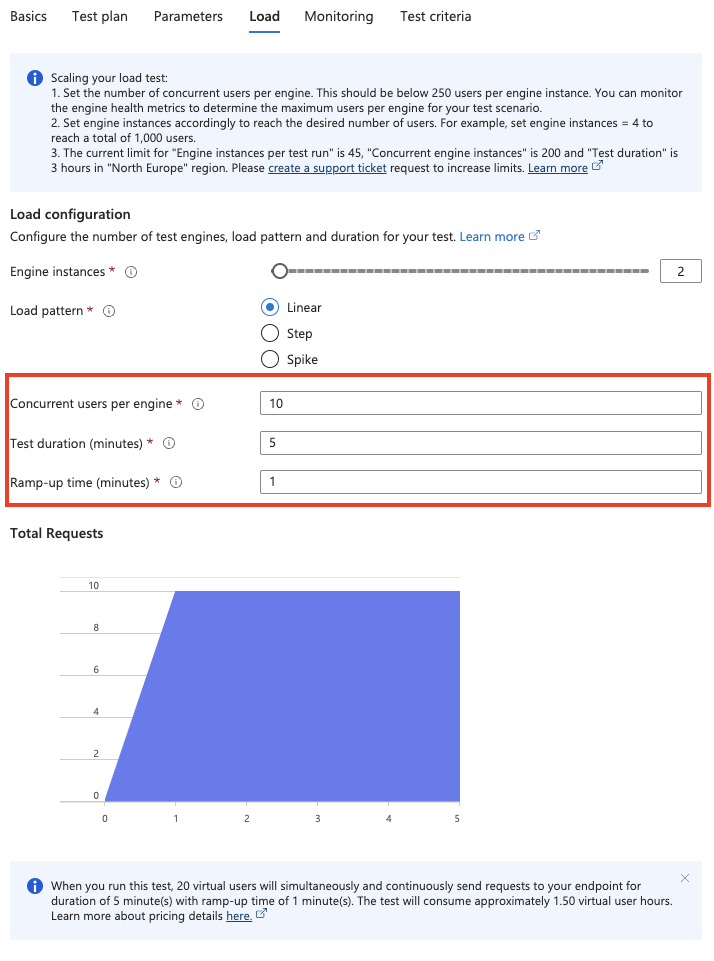 Basics Test plan Parameters Load Monitoring Test criteria
Scaling your load test:
1. Set the number of concurrent users per engine. This should be below 250 users per engine instance. You can monitor
the engine health metrics to determine the maximum users per engine for your test scenario.
2. Set engine instances accordingly to reach the desired number of users. For example, set engine instances = 4 to
reach a total of 1,000 users.
3. The current limit for "Engine instances per test run" is 45, "Concurrent engine instances" is 200 and "Test duration" is
3 hours in "North Europe" region. Please create a support ticket request to increase limits. Learn more
Load configuration
Configure the number of test engines, load pattern and duration for your test. Learn more
Engine instances * 2
Load pattern * Linear
Step
Spike
Concurrent users per engine * 10
Test duration (minutes) * 5
Ramp-up time (minutes) * 1
Total Requests
10
8
6
4
2
0
0 1 2 3 4 5
When you run this test, 20 virtual users will simultaneously and continuously send requests to your endpoint for
duration of 5 minute(s) with ramp-up time of 1 minute(s). The test will consume approximately 1.50 virtual user hours.
Learn more about pricing details here.